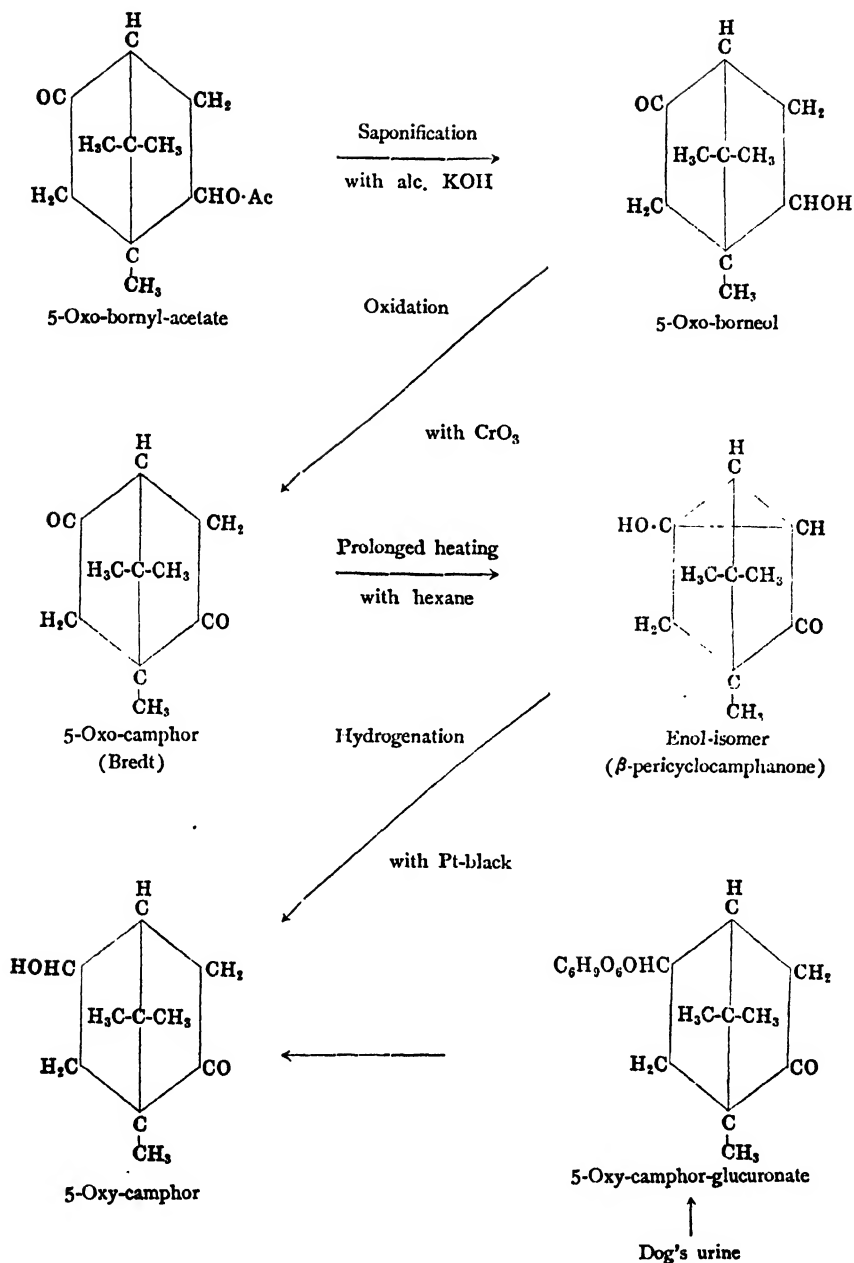 H
C
OC
CH₂
H₃C-C-CH₃
H₂C
CHO·Ac
C
CH₃
5-Oxo-bornyl-acetate
Saponification
with alc. KOH
H
C
OC
CH₂
H₃C-C-CH₃
H₂C
CHOH
C
CH₃
5-Oxo-borneol
Oxidation
with CrO₃
H
C
OC
CH₂
H₃C-C-CH₃
H₂C
CO
C
CH₃
5-Oxo-camphor
(Bredt)
Prolonged heating
with hexane
H
C
HO·C
CH
H₃C-C-CH₃
H₂C
CO
C
CH₃
Enol-isomer
(β-pericyclocamphanone)
Hydrogenation
with Pt-black
H
C
HOHC
CH₂
H₃C-C-CH₃
H₂C
CO
C
CH₃
5-Oxy-camphor
H
C
C₆H₉O₆OHC
CH₂
H₃C-C-CH₃
H₂C
CO
C
CH₃
5-Oxy-camphor-glucuronate
Dog's urine